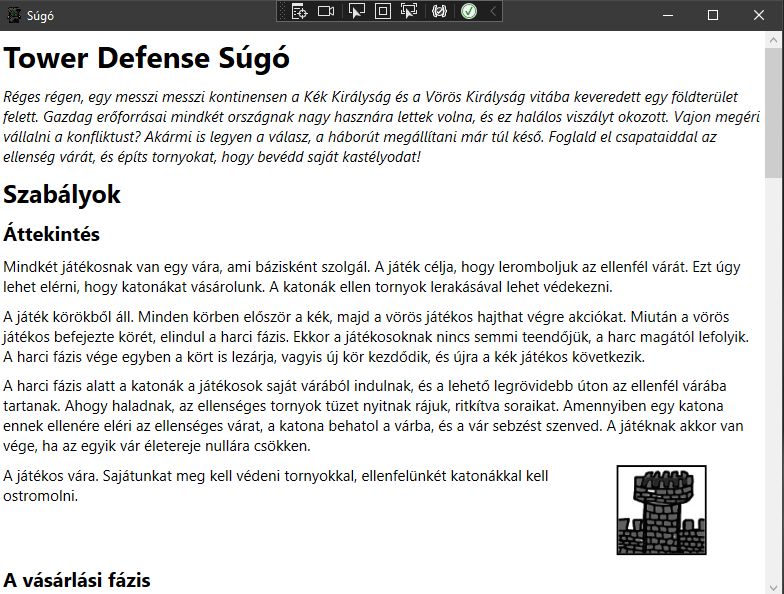 Súgó
Tower Defense Súgó
Réges régen, egy messzi messzi kontinensen a Kék Királyság és a Vörös Királyság vitába keveredett egy földterület
felett. Gazdag erőforrásai mindkét országnak nagy hasznára lettek volna, és ez halálos viszályt okozott. Vajon megéri
vállalni a konfliktust? Akármi is legyen a válasz, a háborút megállítani már túl késő. Foglald el csapataiddal az
ellenség várát, és építs tornyokat, hogy bevédd saját kastélyodat!
Szabályok
Áttekintés
Mindkét játékosnak van egy vára, ami bázisként szolgál. A játék célja, hogy leromboljuk az ellenfél várát. Ezt úgy
lehet elérni, hogy katonákat vásárolunk. A katonák ellen tornyok lerakásával lehet védekezni.
A játék körökből áll. Minden körben először a kék, majd a vörös játékos hajthat végre akciókat. Miután a vörös
játékos befejezte körét, elindul a harci fázis. Ekkor a játékosoknak nincs semmi teendőjük, a harc magától lefolyik.
A harci fázis vége egyben a kört is lezárja, vagyis új kör kezdődik, és újra a kék játékos következik.
A harci fázis alatt a katonák a játékosok saját várából indulnak, és a lehető legrövidebb úton az ellenfél várába
tartanak. Ahogy haladnak, az ellenséges tornyok tüzet nyitnak rájuk, ritkítva soraikat. Amennyiben egy katona
ennek ellenére eléri az ellenséges várat, a katona behatol a várba, és a vár sebzést szenved. A játéknak akkor van
vége, ha az egyik vár életereje nullára csökken.
A játékos vára. Sajátunkat meg kell védeni tornyokkal, ellenfelünkét katonákkal kell
ostromolni.
A vásárlási fázis